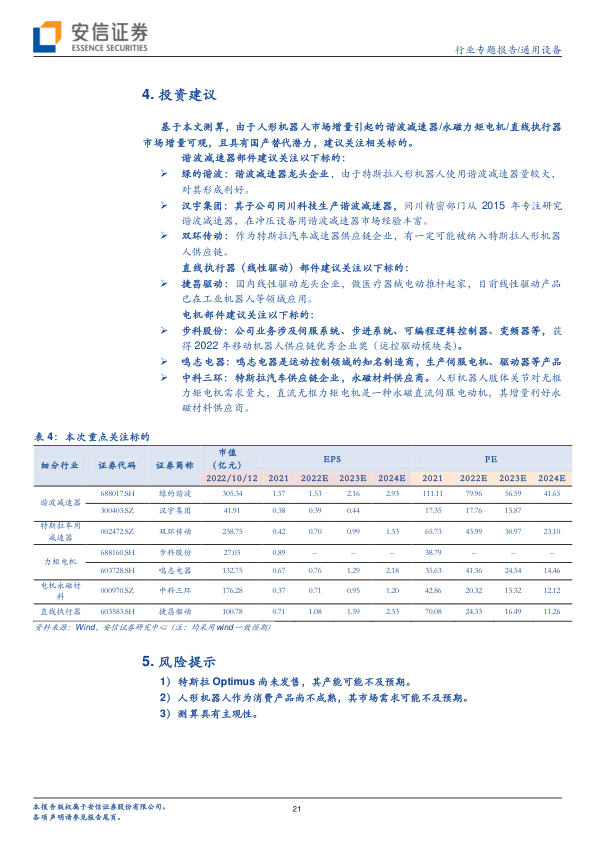 安信证券
ESSENCE SECURITIES
行业专题报告/通用设备
4. 投资建议
基于本文测算，由于人形机器人市场增量引起的谐波减速器/永磁力矩电机/直线执行器
市场增量可观，且具有国产替代潜力，建议关注相关标的。
谐波减速器部件建议关注以下标的：
➢ 绿的谐波：谐波减速器龙头企业，由于特斯拉人形机器人使用谐波减速器量较大，
对其形成利好。
➢ 汉宇集团：其子公司同川科技生产谐波减速器，同川精密部门从 2015 年专注研究
谐波减速器，在冲压设备用谐波减速器市场经验丰富。
➢ 双环传动：作为特斯拉汽车减速器供应链企业，有一定可能被纳入特斯拉人形机器
人供应链。
直线执行器（线性驱动）部件建议关注以下标的：
➢ 捷昌驱动：国内线性驱动龙头企业，做医疗器械电动推杆起家，目前线性驱动产品
已在工业机器人等领域应用。
电机部件建议关注以下标的：
➢ 步科股份：公司业务涉及伺服系统、步进系统、可编程逻辑控制器、变频器等，获
得 2022 年移动机器人供应链优秀企业奖（运控驱动模块类）。
➢ 鸣志电器：鸣志电器是运动控制领域的知名制造商，生产伺服电机、驱动器等产品
➢ 中科三环：特斯拉汽车供应链企业，永磁材料供应商。人形机器人肢体关节对无框
力矩电机需求量大，直流无框力矩电机是一种永磁直流伺服电动机，其增量利好永
磁材料供应商。
表 4：本次重点关注标的
细分行业 证券代码 证券简称 市值（亿元） EPS PE
2022/10/12 2021 2022E 2023E 2024E 2021 2022E 2023E 2024E
谐波减速器 688017.SH 绿的谐波 305.34 1.57 1.53 2.16 2.93 111.11 79.96 56.59 41.65
300403.SZ 汉宇集团 41.91 0.38 0.39 0.44 17.35 17.76 15.87
特斯拉车用减速器 002472.SZ 双环传动 238.75 0.42 0.70 0.99 1.33 65.73 43.99 30.97 23.10
力矩电机 688160.SH 步科股份 27.03 0.89 – – – 38.79 – – –
603728.SH 鸣志电器 132.75 0.67 0.76 1.29 2.18 35.63 41.36 24.54 14.46
电机永磁材料 000970.SZ 中科三环 176.28 0.37 0.71 0.95 1.20 42.86 20.32 15.32 12.12
直线执行器 603583.SH 捷昌驱动 100.78 0.71 1.08 1.59 2.33 70.08 24.33 16.49 11.26
资料来源：Wind，安信证券研究中心（注：均采用 wind 一致预期）
5. 风险提示
1）特斯拉 Optimus 尚未发售，其产能可能不及预期。
2）人形机器人作为消费产品尚不成熟，其市场需求可能不及预期。
3）测算具有主观性。
本报告版权属于安信证券股份有限公司。
各项声明请参见报告尾页。
21